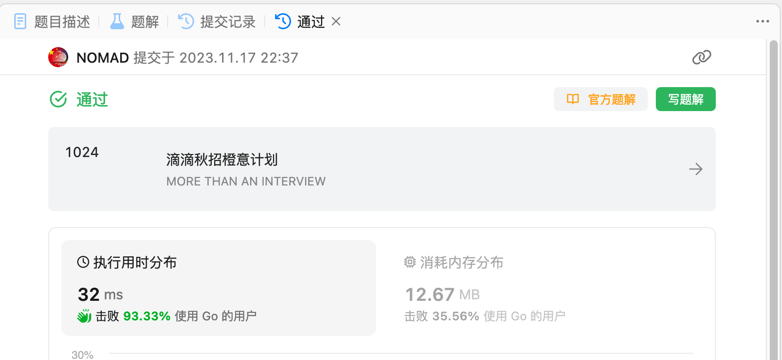 题目描述 题解 提交记录 通过
NOMAD 提交于 2023.11.17 22:37
通过 官方题解 写题解
1024 滴滴秋招橙意计划
MORE THAN AN INTERVIEW
执行用时分布 消耗内存分布
32 ms 12.67 MB
击败 93.33% 使用 Go 的用户 击败 35.56% 使用 Go 的用户
30%